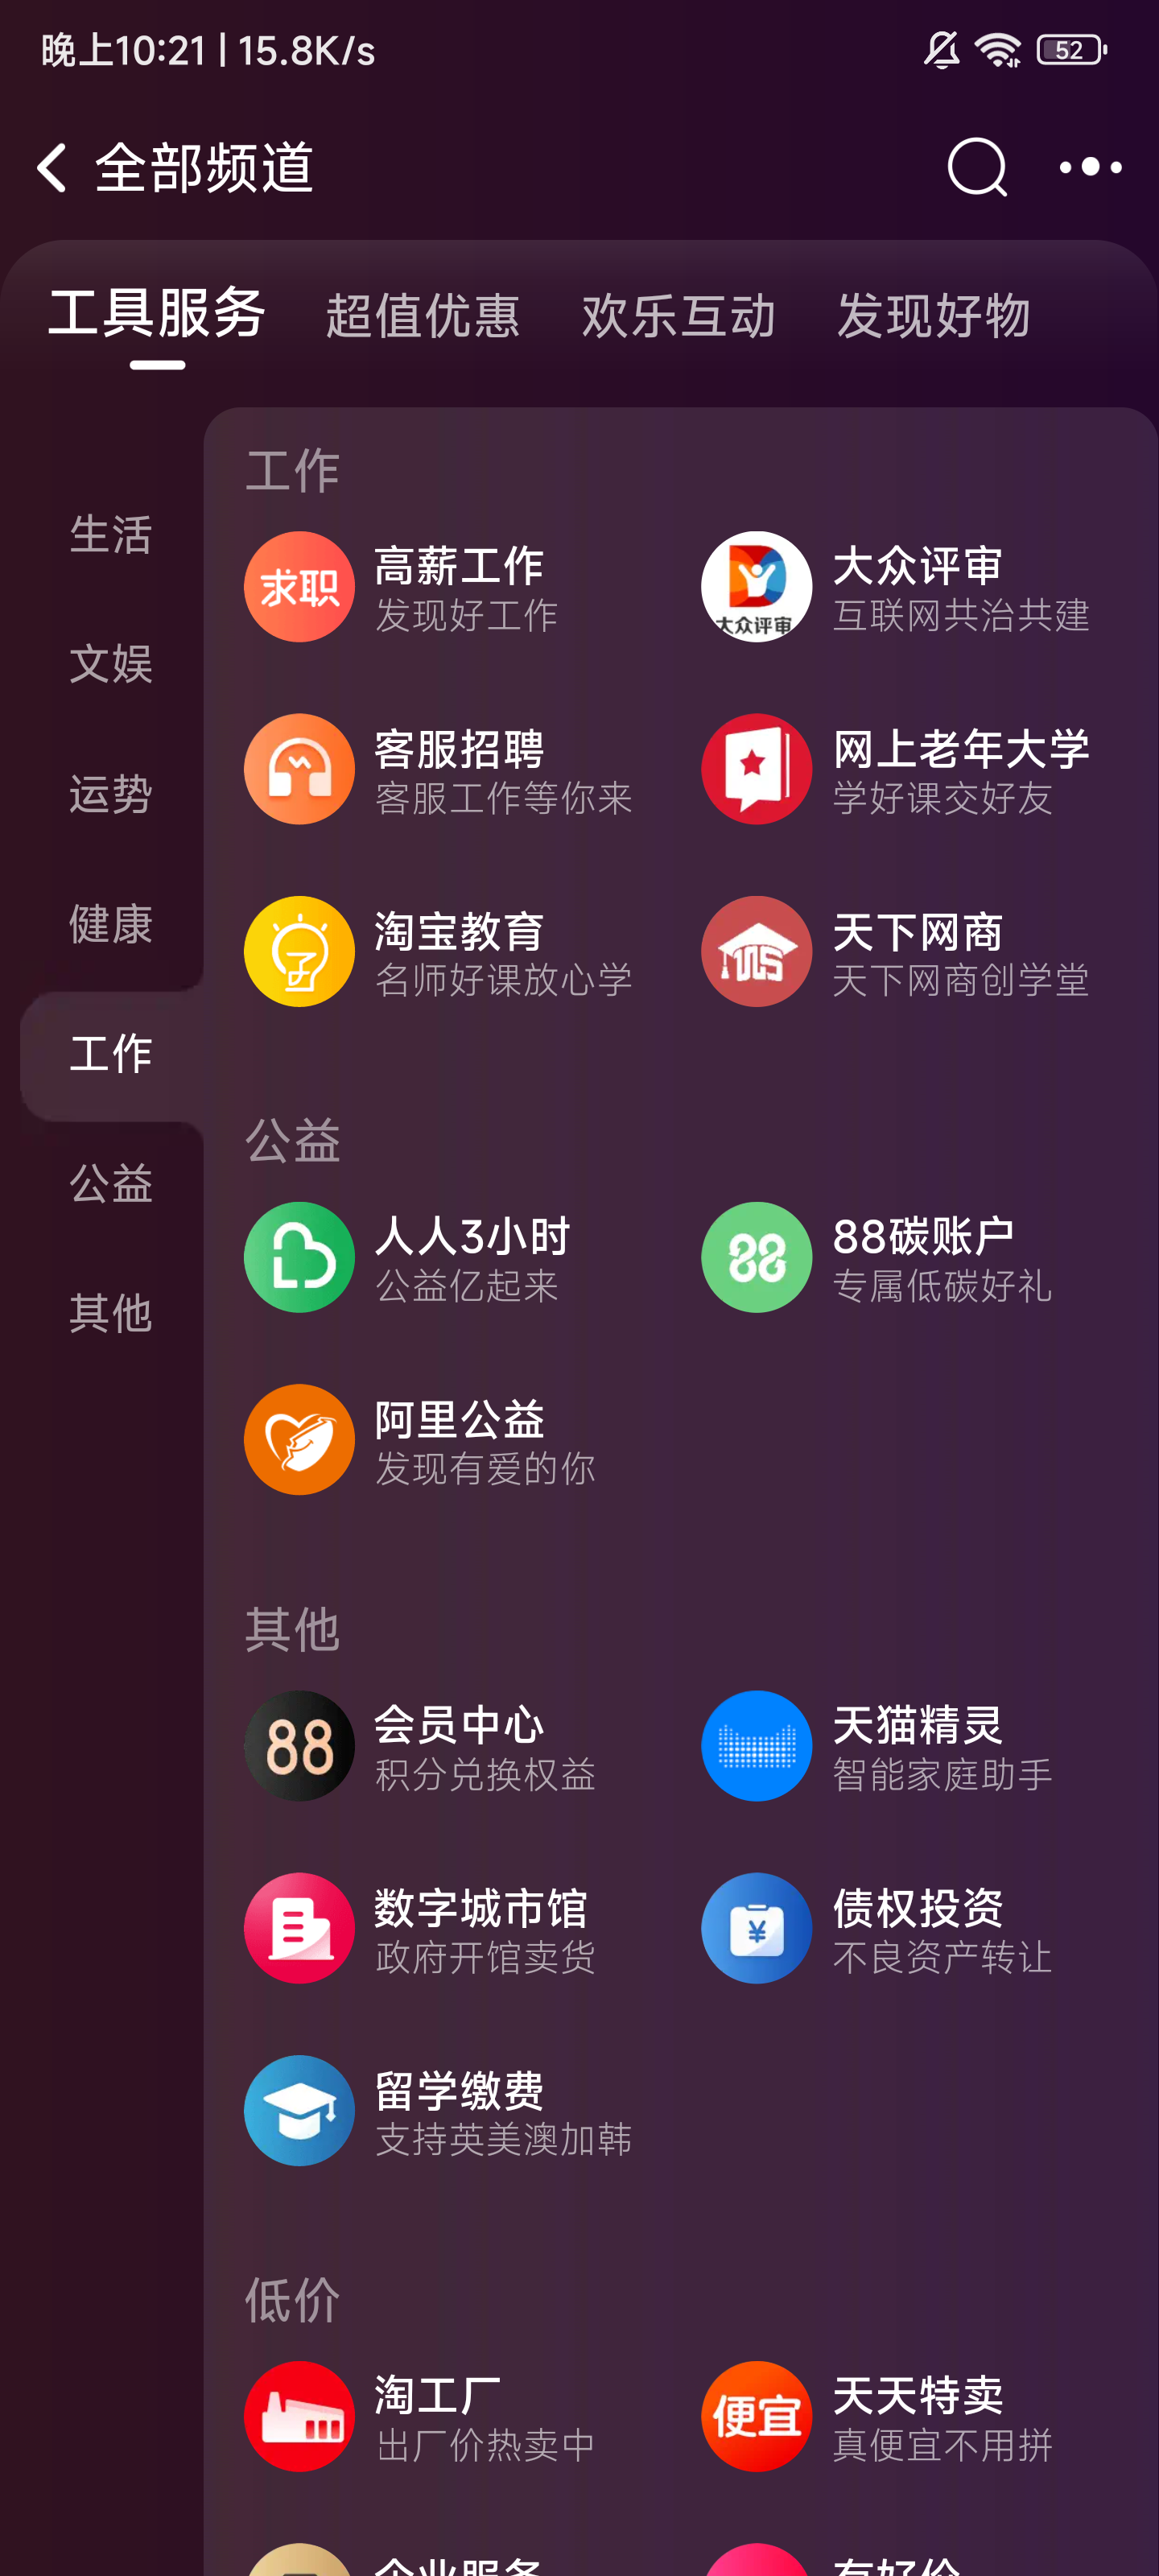 晚上10:21 | 15.8K/s
52
全部频道
工具服务 超值优惠 欢乐互动 发现好物
生活
文娱
运势
健康
工作
公益
其他
工作
求职
高薪工作
发现好工作
大众评审
大众评审
互联网共治共建
客服招聘
客服工作等你来
网上老年大学
学好课交好友
淘宝教育
名师好课放心学
天下网商
天下网商创学堂
公益
人人3小时
公益亿起来
88
88碳账户
专属低碳好礼
阿里公益
发现有爱的你
其他
88
会员中心
积分兑换权益
天猫精灵
智能家庭助手
数字城市馆
政府开馆卖货
¥
债权投资
不良资产转让
留学缴费
支持英美澳加韩
低价
淘工厂
出厂价热卖中
便宜
天天特卖
真便宜不用拼
企业服务
有好价